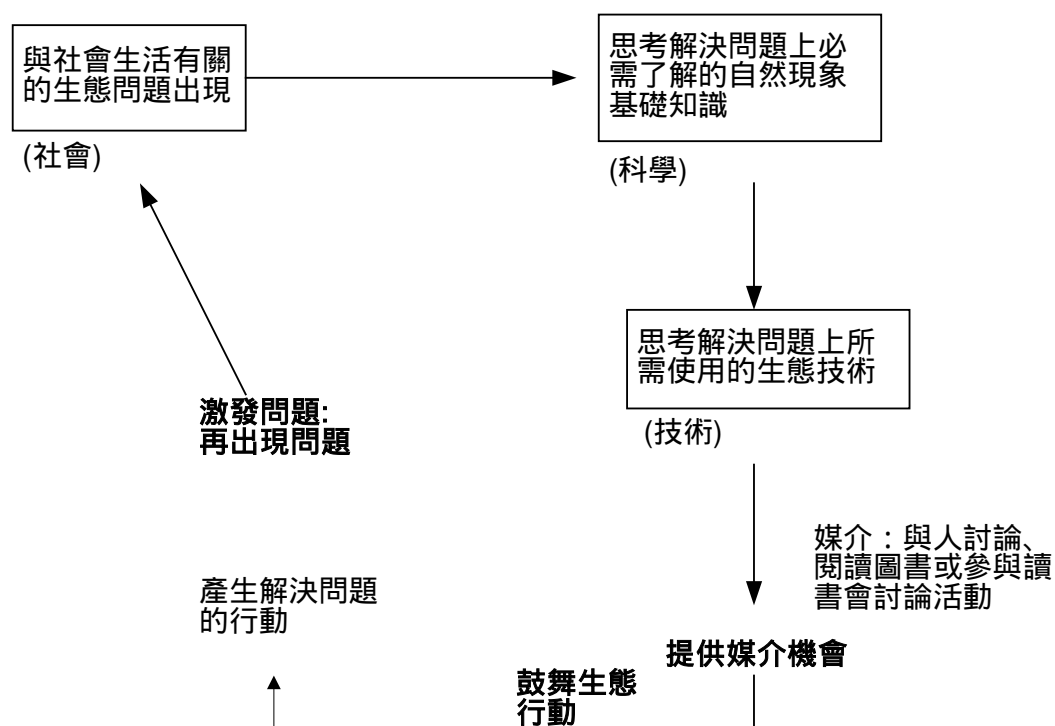 與社會生活有關
的生態問題出現
(社會)
思考解決問題上必
需了解的自然現象
基礎知識
(科學)
思考解決問題上所
需使用的生態技術
(技術)
激發問題:
再出現問題
媒介：與人討論、
閱讀圖書或參與讀
書會討論活動
產生解決問題
的行動
提供媒介機會
鼓舞生態
行動